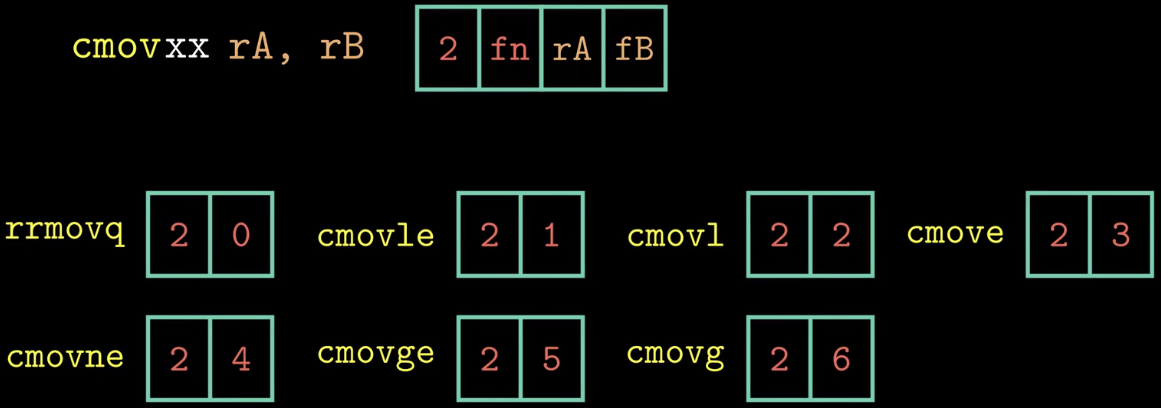 cmovxx rA, rB 2 fn rA fB
rrmovq 2 0 cmovle 2 1 cmovl 2 2 cmove 2 3
cmovne 2 4 cmovge 2 5 cmovg 2 6